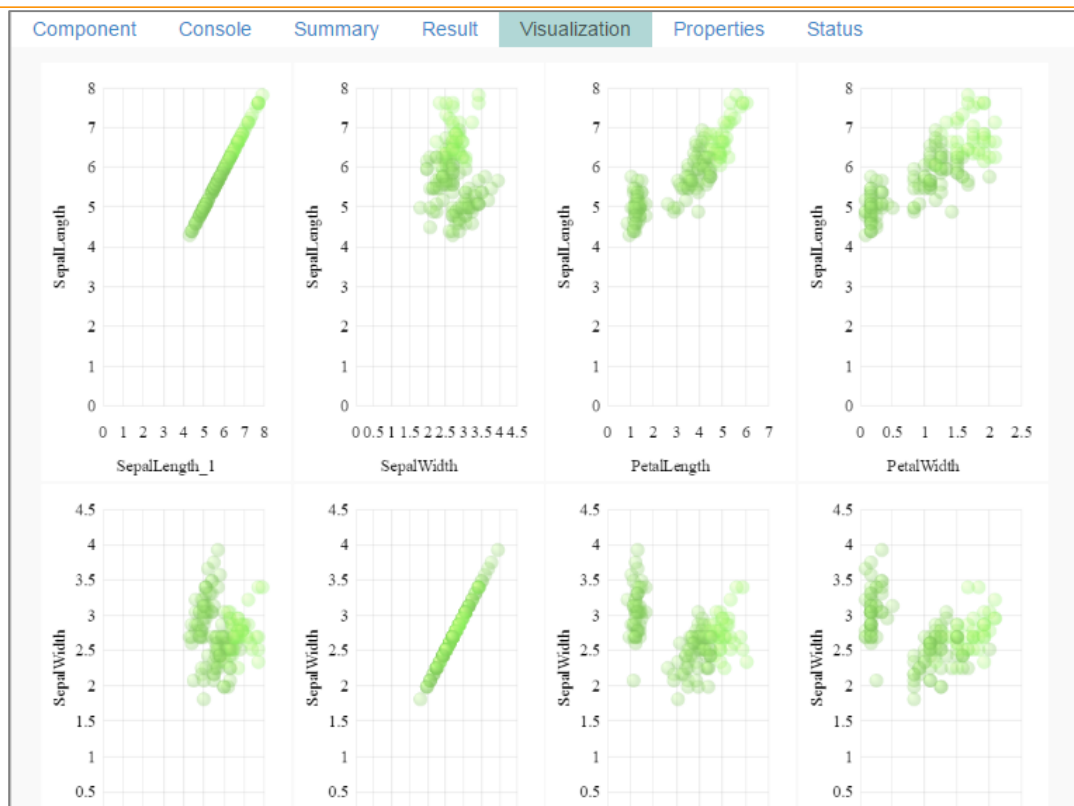 Component Console Summary Result Visualization Properties Status
8 8 8 8
7 7 7 7
6 6 6 6
5 5 5 5
SepalLength SepalLength SepalLength SepalLength
4 4 4 4
3 3 3 3
2 2 2 2
1 1 1 1
0 0 0 0
0 1 2 3 4 5 6 7 8 0 0.5 1 1.5 2 2.5 3 3.5 4 4.5 0 1 2 3 4 5 6 7 0 0.5 1 1.5 2 2.5
SepalLength_1 SepalWidth PetalLength PetalWidth
4.5 4.5 4.5 4.5
4 4 4 4
3.5 3.5 3.5 3.5
3 3 3 3
2.5 2.5 2.5 2.5
SepalWidth SepalWidth SepalWidth SepalWidth
2 2 2 2
1.5 1.5 1.5 1.5
1 1 1 1
0.5 0.5 0.5 0.5